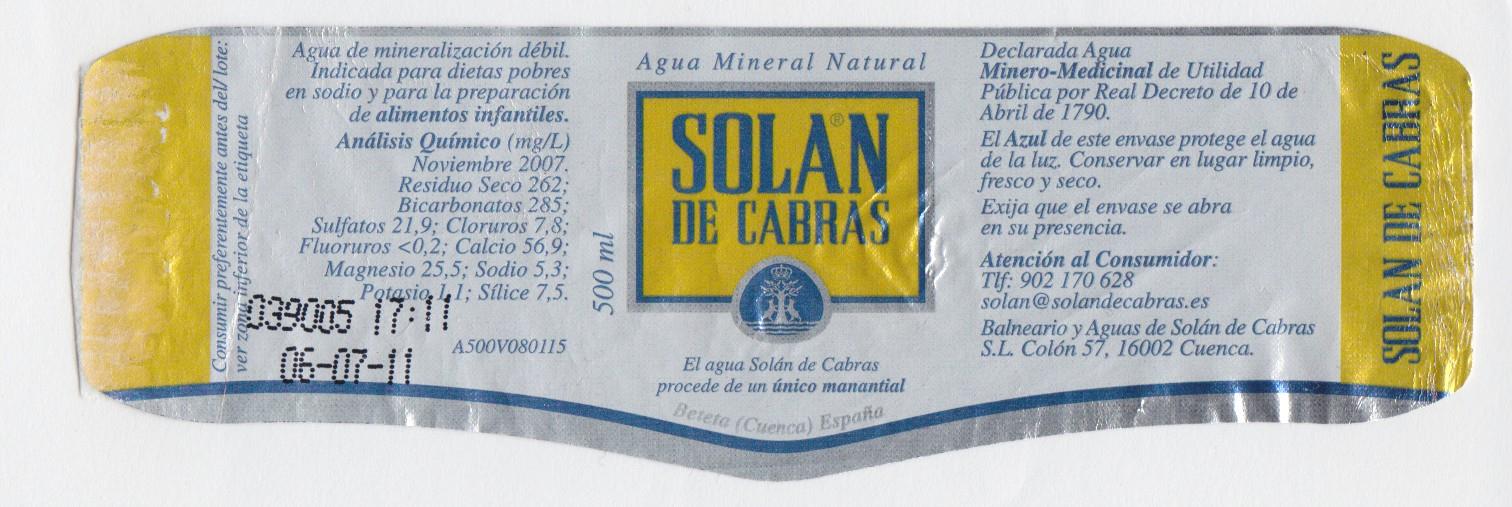 Consumir preferentemente antes del/ lote:
ver zona inferior de la etiqueta
Agua de mineralización débil.
Indicada para dietas pobres
en sodio y para la preparación
de alimentos infantiles.
Análisis Químico (mg/L)
Noviembre 2007.
Residuo Seco 262;
Bicarbonatos 285;
Sulfatos 21,9; Cloruros 7,8;
Fluoruros <0,2; Calcio 56,9;
Magnesio 25,5; Sodio 5,3;
Potasio 1,1; Sílice 7,5.
039005 17:11
06-07-11
A500V080115
500 ml
Agua Mineral Natural
SOLAN®
DE CABRAS
El agua Solán de Cabras
procede de un único manantial
Beteta (Cuenca) España
Declarada Agua
Minero-Medicinal de Utilidad
Pública por Real Decreto de 10 de
Abril de 1790.
El Azul de este envase protege el agua
de la luz. Conservar en lugar limpio,
fresco y seco.
Exija que el envase se abra
en su presencia.
Atención al Consumidor:
Tlf: 902 170 628
solan@solandecabras.es
Balneario y Aguas de Solán de Cabras
S.L. Colón 57, 16002 Cuenca.
SOLAN DE CABRAS